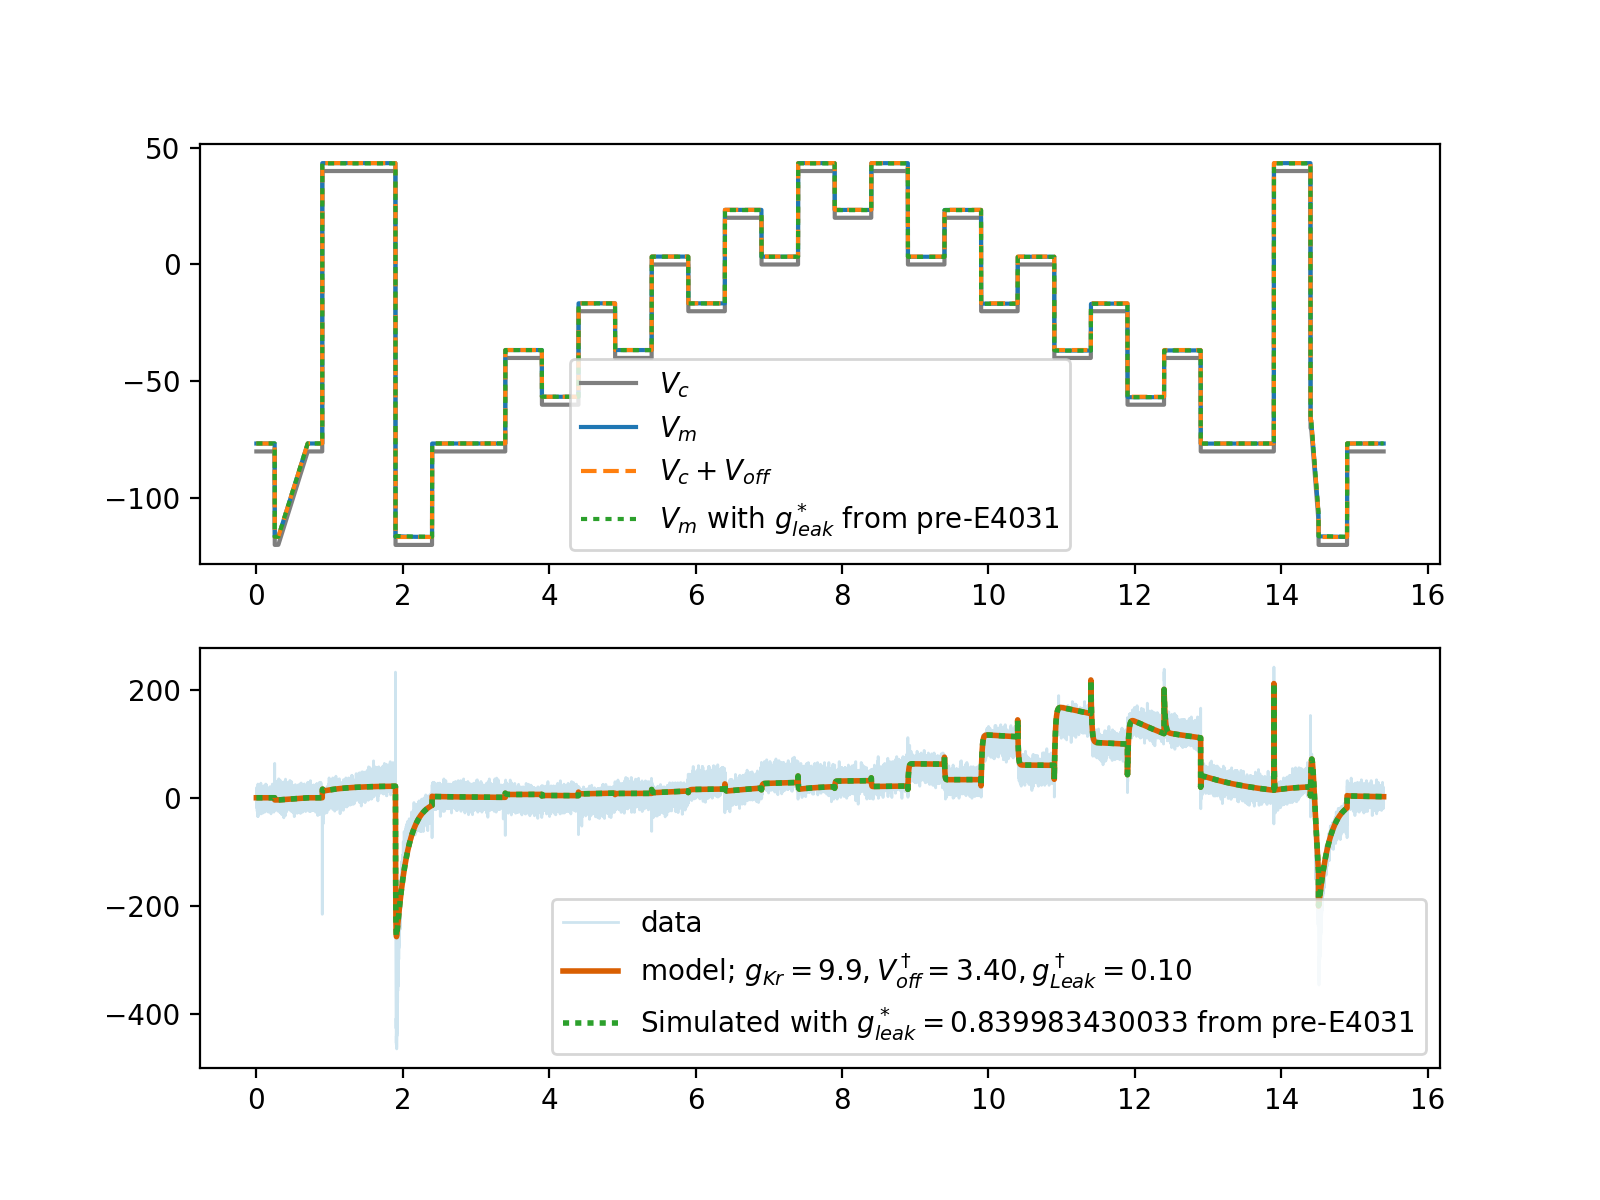 50
0
−50
−100
V_c
V_m
V_c + V_off
V_m with g*_leak from pre-E4031
0 2 4 6 8 10 12 14 16
200
0
−200
−400
data
model; g_Kr = 9.9, V†_off = 3.40, g†_Leak = 0.10
Simulated with g*_leak = 0.839983430033 from pre-E4031
0 2 4 6 8 10 12 14 16